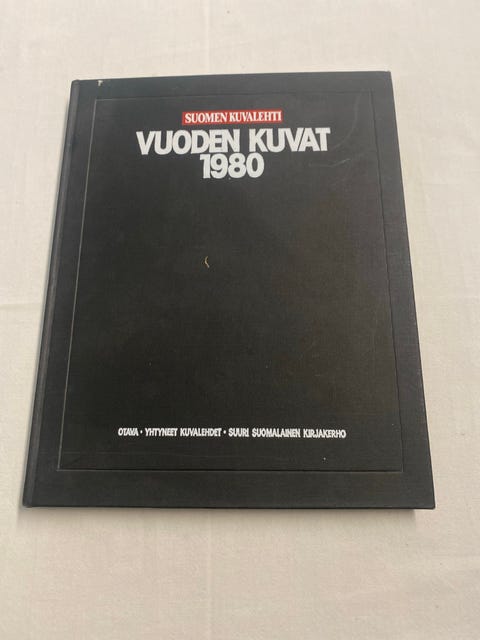 SUOMEN KUVALEHTI
VUODEN KUVAT
1980
OTAVA • YHTYNEET KUVALEHDET • SUURI SUOMALAINEN KIRJAKERHO